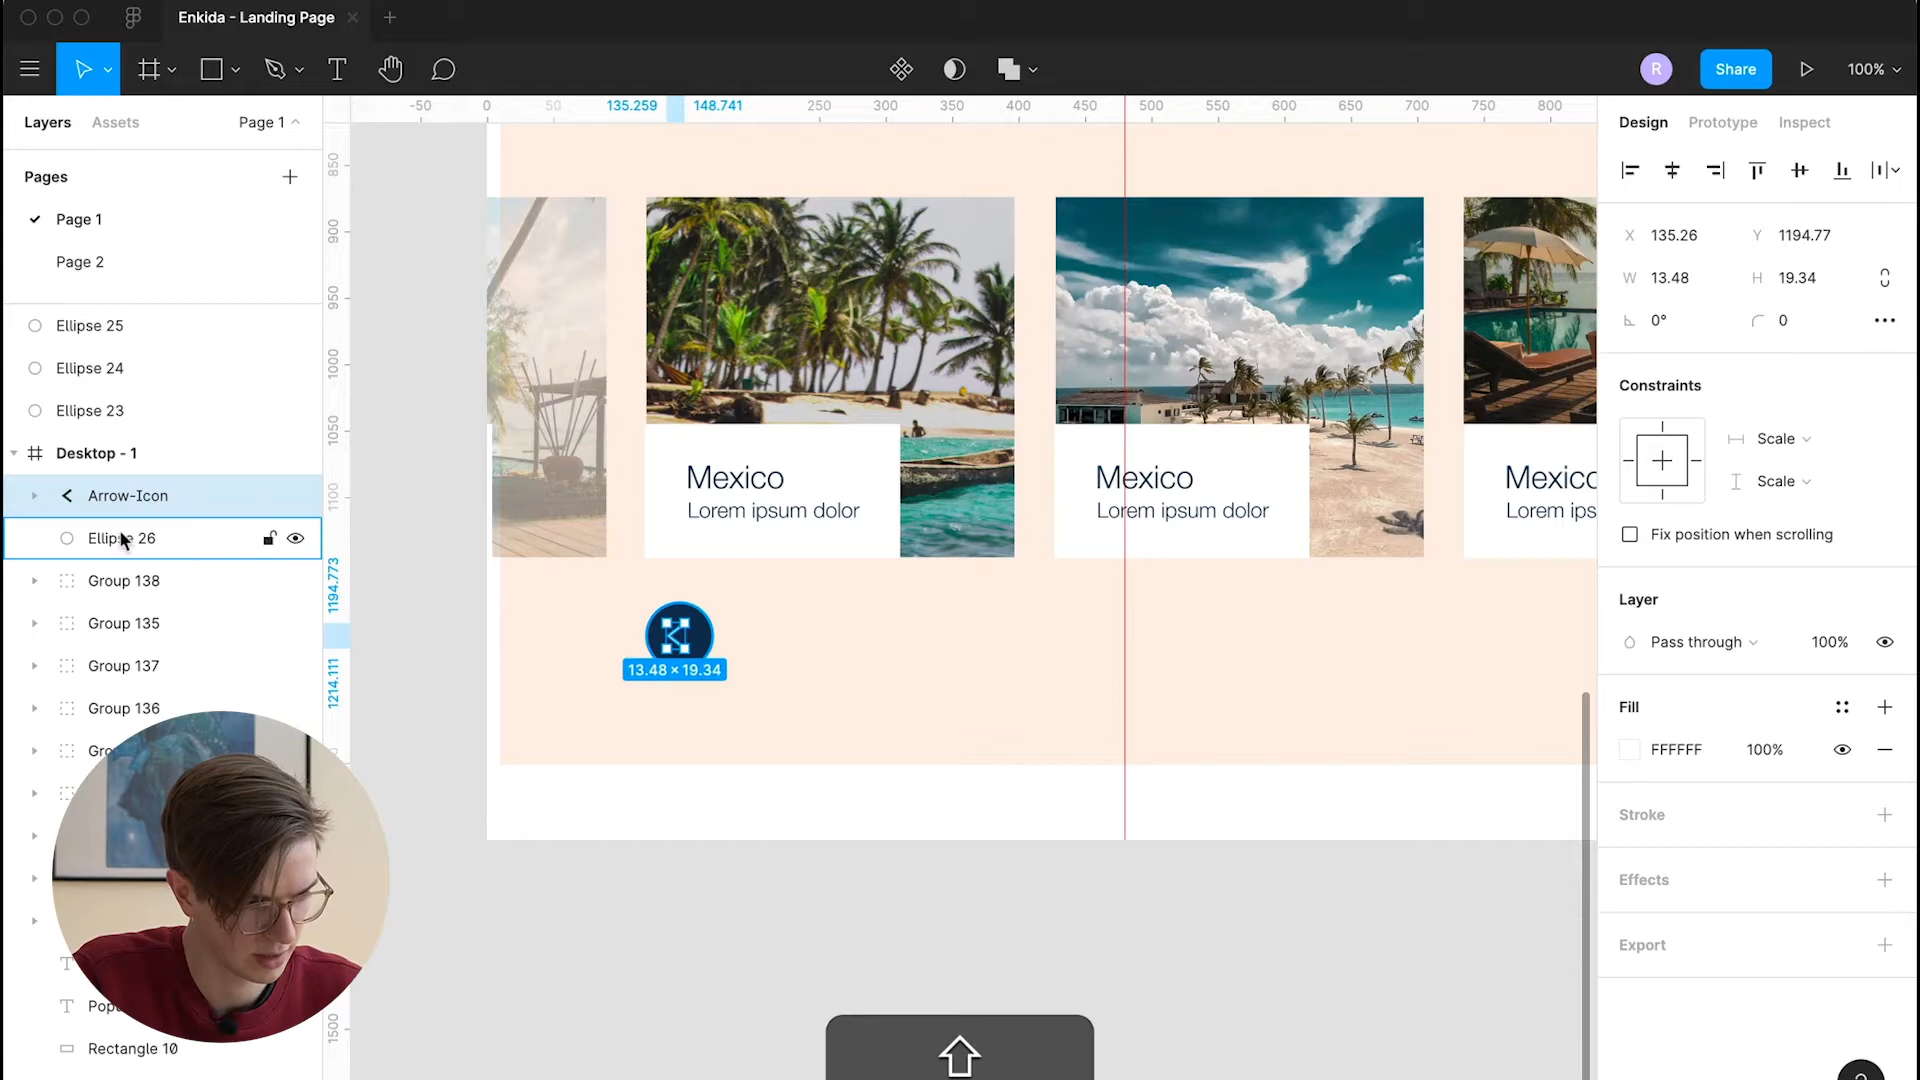 Enkida - Landing Page
Share
R
100%
Layers
Assets
Page 1
-50
0
50
135.259
148.741
250
300
350
400
450
500
550
600
650
700
750
800
Design
Prototype
Inspect
Pages
Page 1
Page 2
Ellipse 25
Ellipse 24
Ellipse 23
Desktop - 1
Arrow-Icon
Ellipse 26
Group 138
Group 135
Group 137
Group 136
Rectangle 10
850
900
950
1000
1050
1100
1194.773
1214.111
1500
Mexico
Lorem ipsum dolor
Mexico
Lorem ipsum dolor
Mexico
Lorem ips
13.48 × 19.34
X 135.26
Y 1194.77
W 13.48
H 19.34
0°
0
Constraints
Scale
Scale
Fix position when scrolling
Layer
Pass through
100%
Fill
FFFFFF
100%
Stroke
Effects
Export